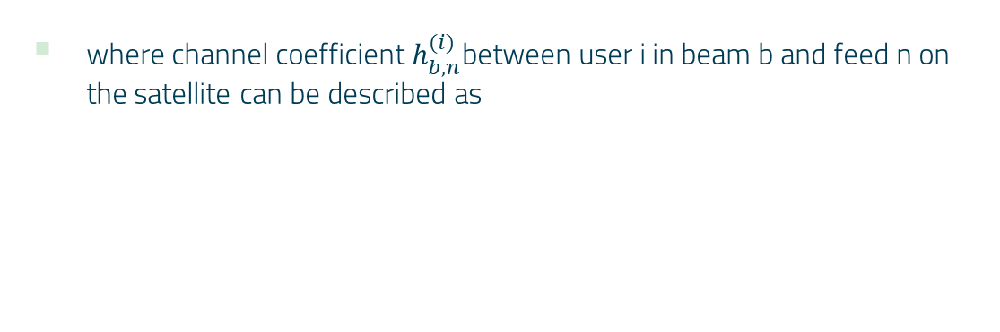 where channel coefficient $h_{b,n}^{(i)}$ between user i in beam b and feed n on
the satellite can be described as